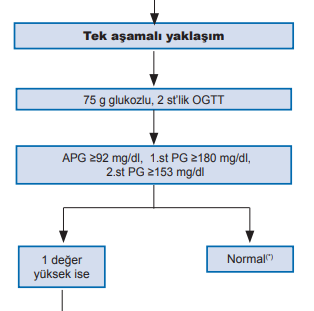 Tek aşamalı yaklaşım
75 g glukozlu, 2 st'lik OGTT
APG ≥92 mg/dl, 1.st PG ≥180 mg/dl,
2.st PG ≥153 mg/dl
1 değer
yüksek ise
Normal(*)